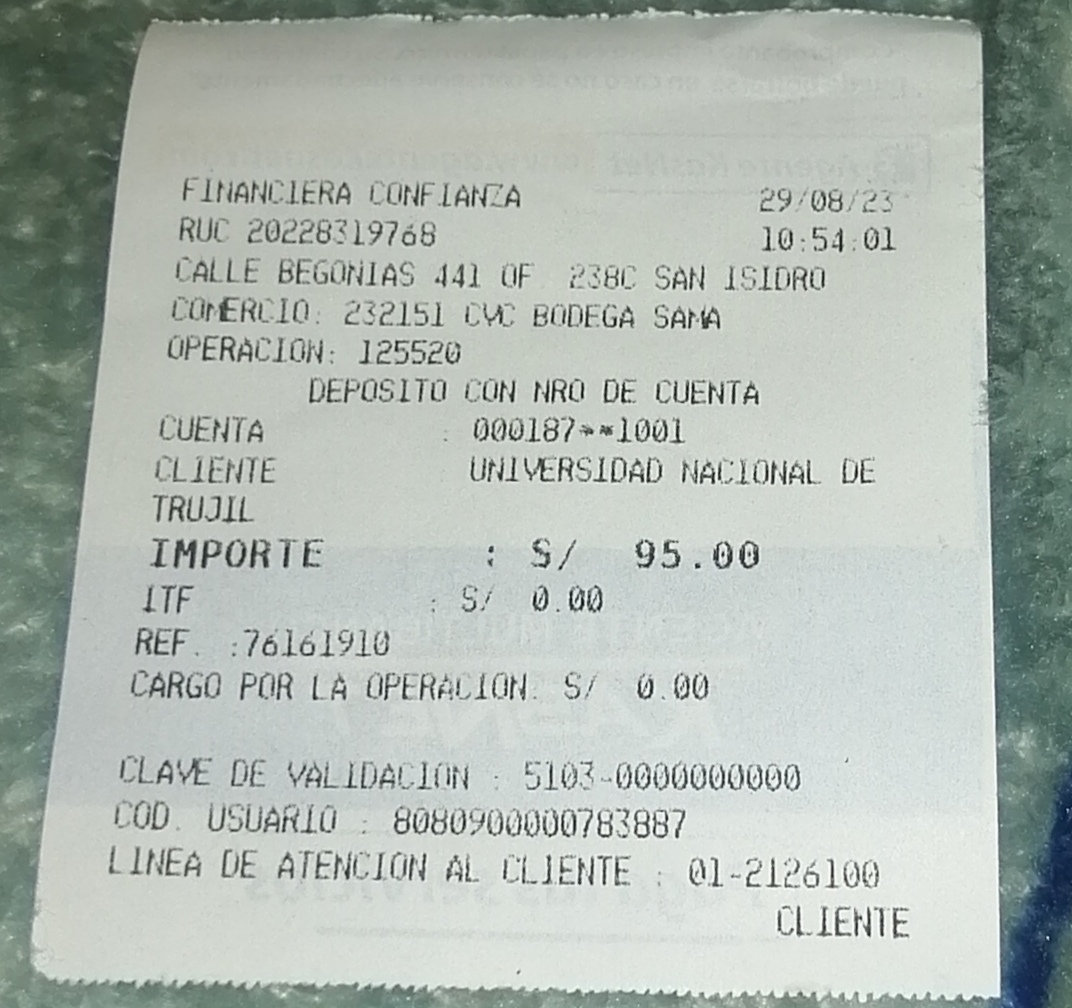 FINANCIERA CONFIANZA 29/08/23
RUC 20228319768 10:54:01
CALLE BEGONIAS 441 OF 238C SAN ISIDRO
COMERCIO: 232151 CVC BODEGA SAMA
OPERACION: 125520
DEPOSITO CON NRO DE CUENTA
CUENTA : 000187**1001
CLIENTE UNIVERSIDAD NACIONAL DE
TRUJIL
IMPORTE : S/ 95.00
ITF : S/ 0.00
REF. :76161910
CARGO POR LA OPERACION: S/ 0.00
CLAVE DE VALIDACION : 5103-0000000000
COD. USUARIO : 8080900000783887
LINEA DE ATENCION AL CLIENTE : 01-2126100
CLIENTE